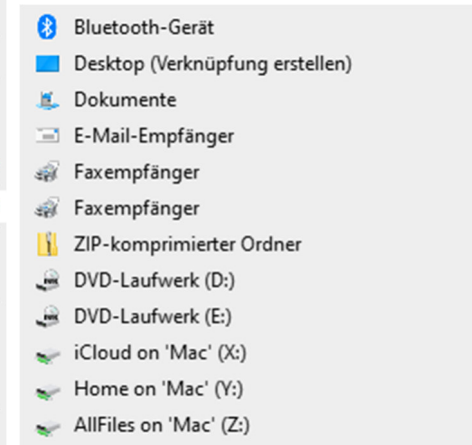 Bluetooth-Gerät
Desktop (Verknüpfung erstellen)
Dokumente
E-Mail-Empfänger
Faxempfänger
Faxempfänger
ZIP-komprimierter Ordner
DVD-Laufwerk (D:)
DVD-Laufwerk (E:)
iCloud on 'Mac' (X:)
Home on 'Mac' (Y:)
AllFiles on 'Mac' (Z:)